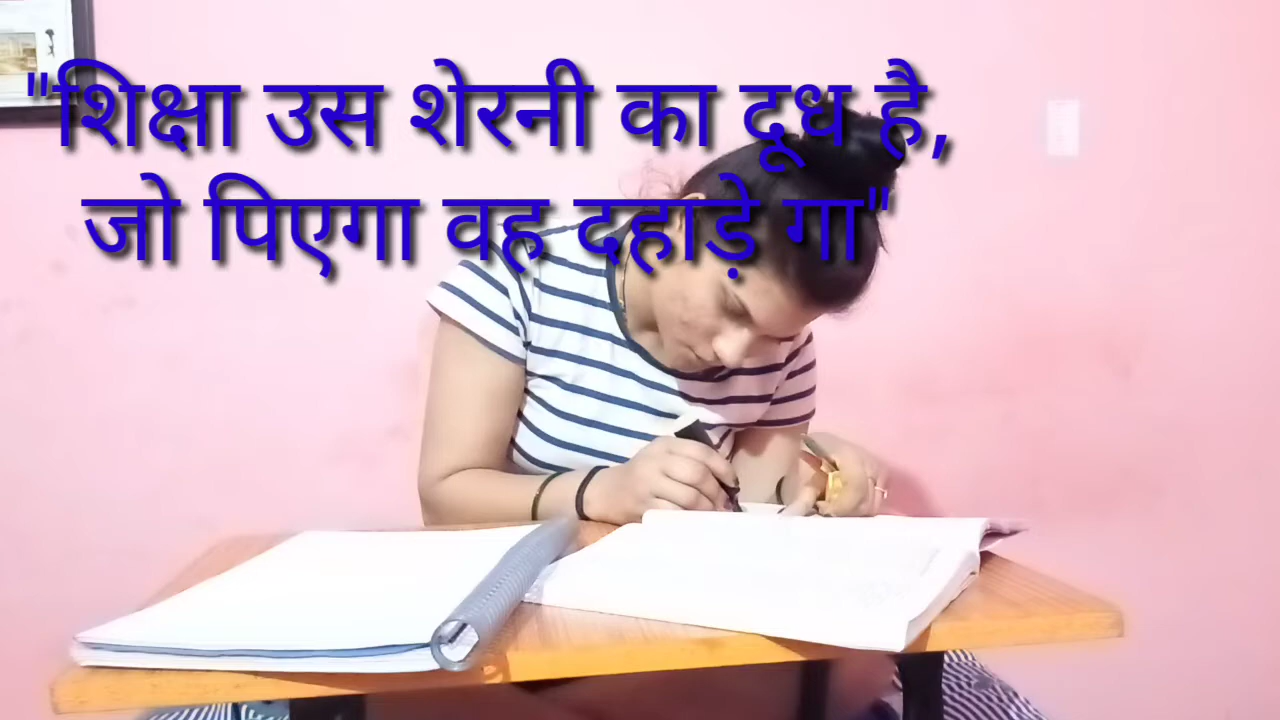 "शिक्षा उस शेरनी का दूध है,
जो पिएगा वह दहाड़े गा"